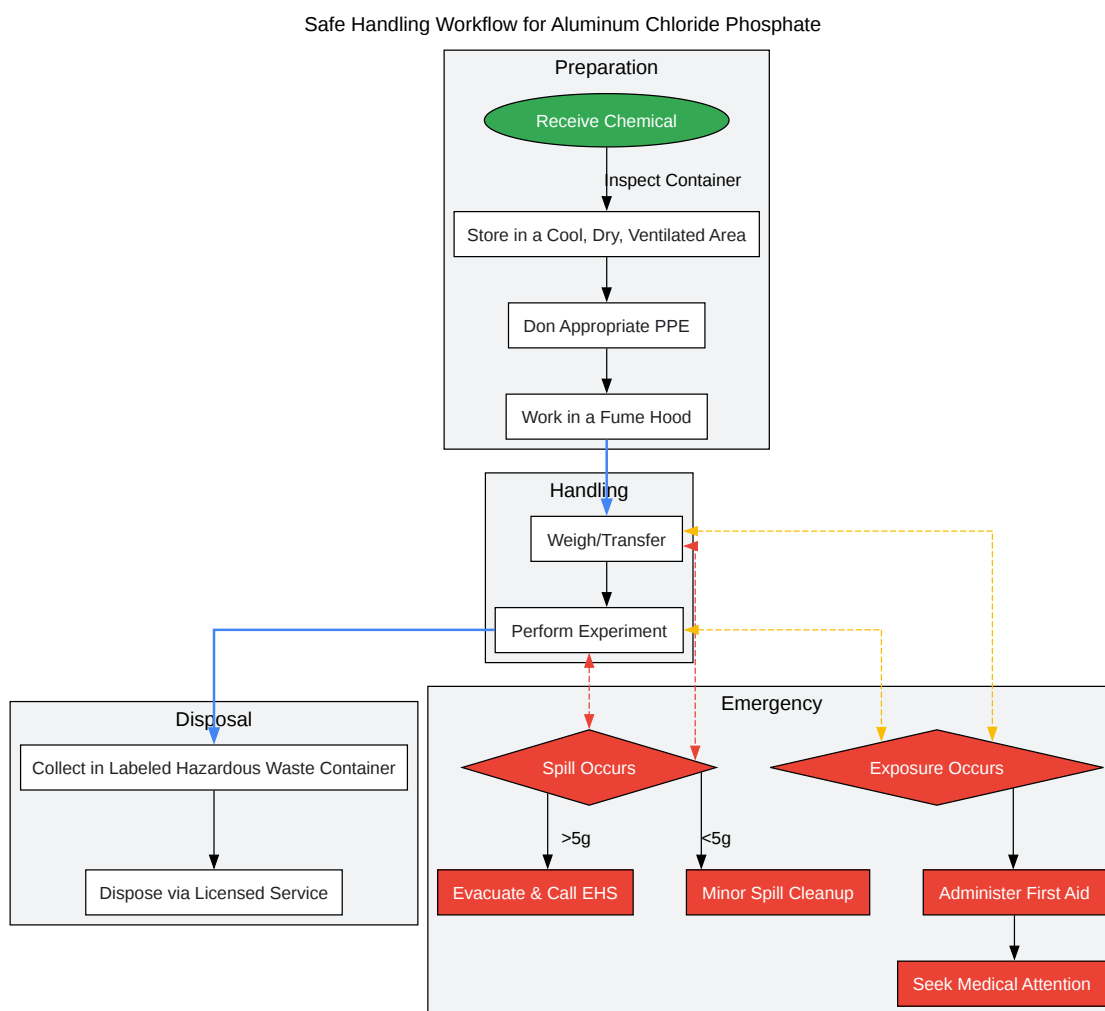 Safe Handling Workflow for Aluminum Chloride Phosphate
Preparation
Receive Chemical
Inspect Container
Store in a Cool, Dry, Ventilated Area
Don Appropriate PPE
Work in a Fume Hood
Handling
Weigh/Transfer
Perform Experiment
Disposal
Collect in Labeled Hazardous Waste Container
Dispose via Licensed Service
Emergency
Spill Occurs
Exposure Occurs
>5g
<5g
Evacuate & Call EHS
Minor Spill Cleanup
Administer First Aid
Seek Medical Attention